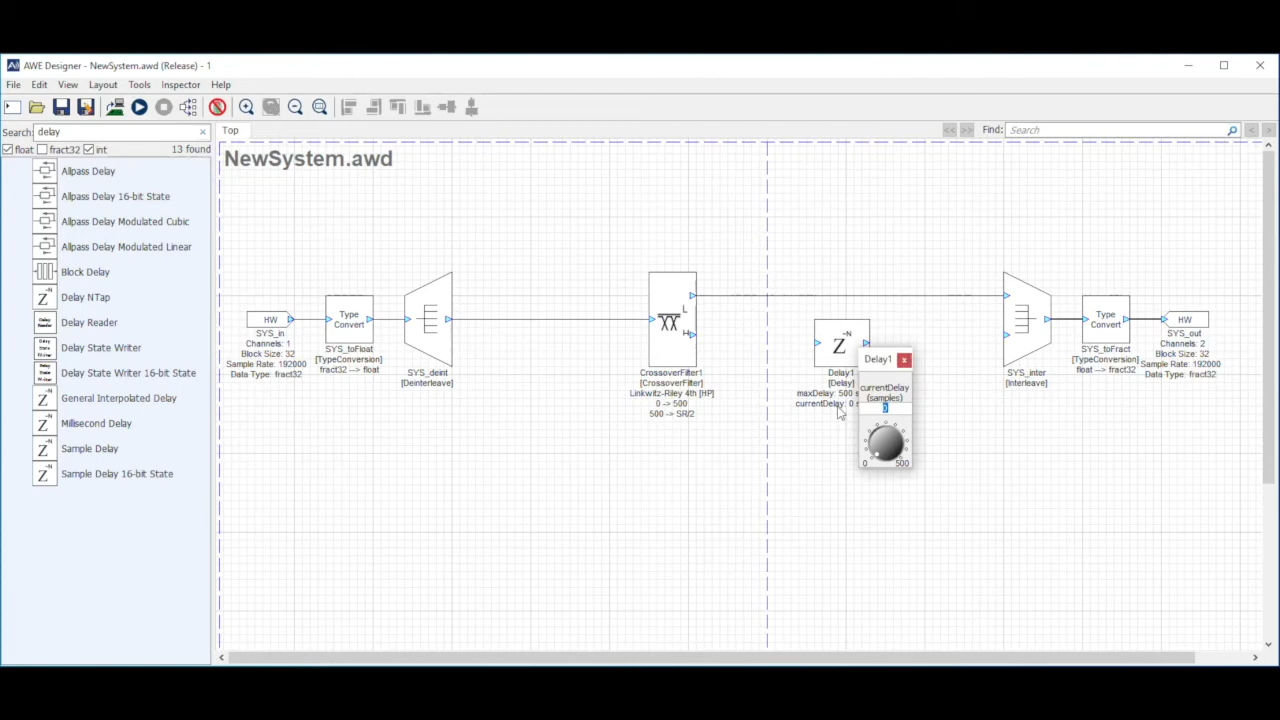 AWE Designer - NewSystem.awd (Release) - 1
File Edit View Layout Tools Inspector Help
Search: delay
Top
Find: Search
float fract32 int 13 found
NewSystem.awd
Allpass Delay
Allpass Delay 16-bit State
Allpass Delay Modulated Cubic
Allpass Delay Modulated Linear
Block Delay
Delay NTap
Delay Reader
Delay State Writer
Delay State Writer 16-bit State
General Interpolated Delay
Millisecond Delay
Sample Delay
Sample Delay 16-bit State
HW
SYS_in
Channels: 1
Block Size: 32
Sample Rate: 192000
Data Type: fract32
Type
Convert
SYS_toFloat
[TypeConversion]
fract32 --> float
SYS_deint
[Deinterleave]
L
H
CrossoverFilter1
[CrossoverFilter]
Linkwitz-Riley 4th [HP]
0 -> 500
500 -> SR/2
Z
-N
Delay1
[Delay]
maxDelay: 500 s
currentDelay: 0 s
Delay1 x
currentDelay
(samples)
0
0 500
SYS_inter
[Interleave]
Type
Convert
SYS_toFract
[TypeConversion]
float --> fract32
HW
SYS_out
Channels: 2
Block Size: 32
Sample Rate: 192000
Data Type: fract32